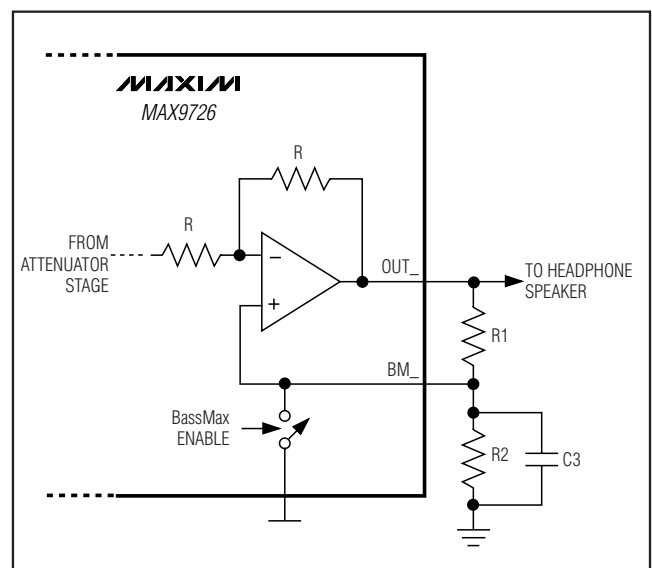 MAXIM
MAX9726
R
R
FROM
ATTENUATOR
STAGE
−
+
OUT_
TO HEADPHONE
SPEAKER
R1
BM_
BassMax
ENABLE
R2
C3